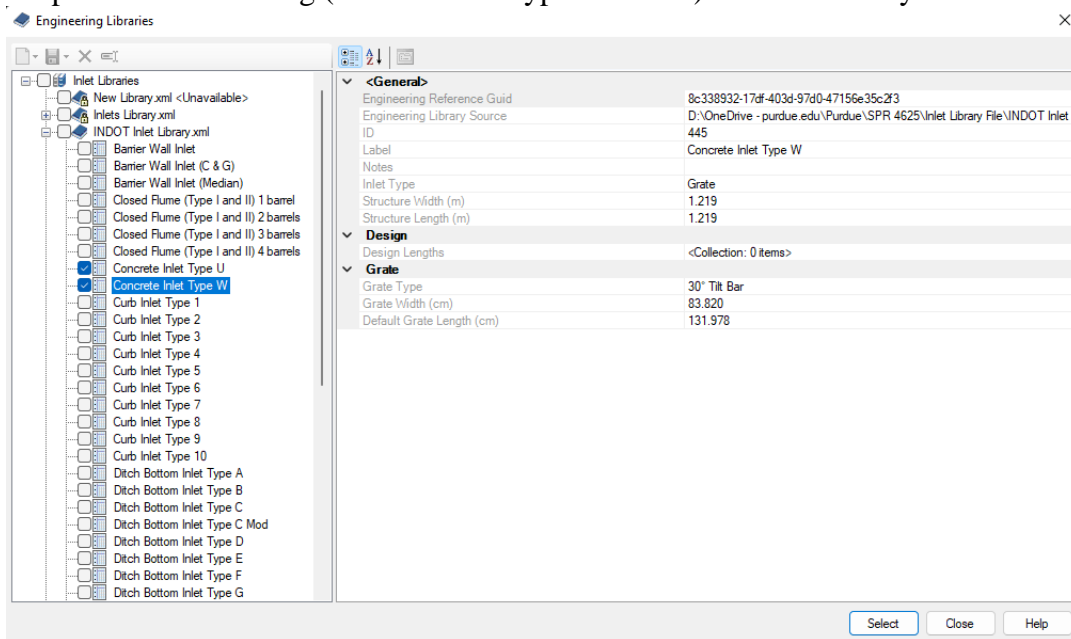 Engineering Libraries
Inlet Libraries
New Library.xml <Unavailable>
Inlets Library.xml
INDOT Inlet Library.xml
Barrier Wall Inlet
Barrier Wall Inlet (C & G)
Barrier Wall Inlet (Median)
Closed Flume (Type I and II) 1 barrel
Closed Flume (Type I and II) 2 barrels
Closed Flume (Type I and II) 3 barrels
Closed Flume (Type I and II) 4 barrels
Concrete Inlet Type U
Concrete Inlet Type W
Curb Inlet Type 1
Curb Inlet Type 2
Curb Inlet Type 3
Curb Inlet Type 4
Curb Inlet Type 5
Curb Inlet Type 6
Curb Inlet Type 7
Curb Inlet Type 8
Curb Inlet Type 9
Curb Inlet Type 10
Ditch Bottom Inlet Type A
Ditch Bottom Inlet Type B
Ditch Bottom Inlet Type C
Ditch Bottom Inlet Type C Mod
Ditch Bottom Inlet Type D
Ditch Bottom Inlet Type E
Ditch Bottom Inlet Type F
Ditch Bottom Inlet Type G
<General>
Engineering Reference Guid 8c338932-17df-403d-97d0-47156e35c2f3
Engineering Library Source D:\OneDrive - purdue.edu\Purdue\SPR 4625\Inlet Library File\INDOT Inlet
ID 445
Label Concrete Inlet Type W
Notes
Inlet Type Grate
Structure Width (m) 1.219
Structure Length (m) 1.219
Design
Design Lengths <Collection: 0 items>
Grate
Grate Type 30° Tilt Bar
Grate Width (cm) 83.820
Default Grate Length (cm) 131.978
Select Close Help